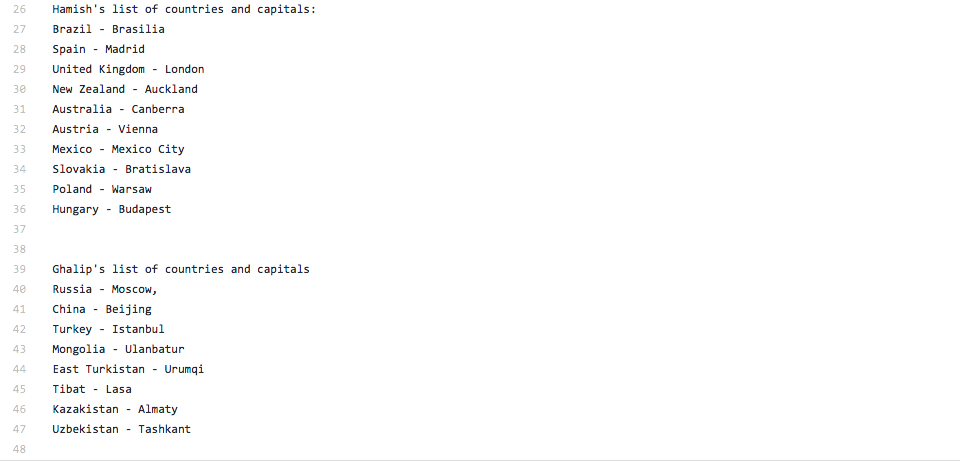 26 Hamish's list of countries and capitals:
27 Brazil - Brasilia
28 Spain - Madrid
29 United Kingdom - London
30 New Zealand - Auckland
31 Australia - Canberra
32 Austria - Vienna
33 Mexico - Mexico City
34 Slovakia - Bratislava
35 Poland - Warsaw
36 Hungary - Budapest
37
38
39 Ghalip's list of countries and capitals
40 Russia - Moscow,
41 China - Beijing
42 Turkey - Istanbul
43 Mongolia - Ulanbatur
44 East Turkistan - Urumqi
45 Tibat - Lasa
46 Kazakistan - Almaty
47 Uzbekistan - Tashkant
48